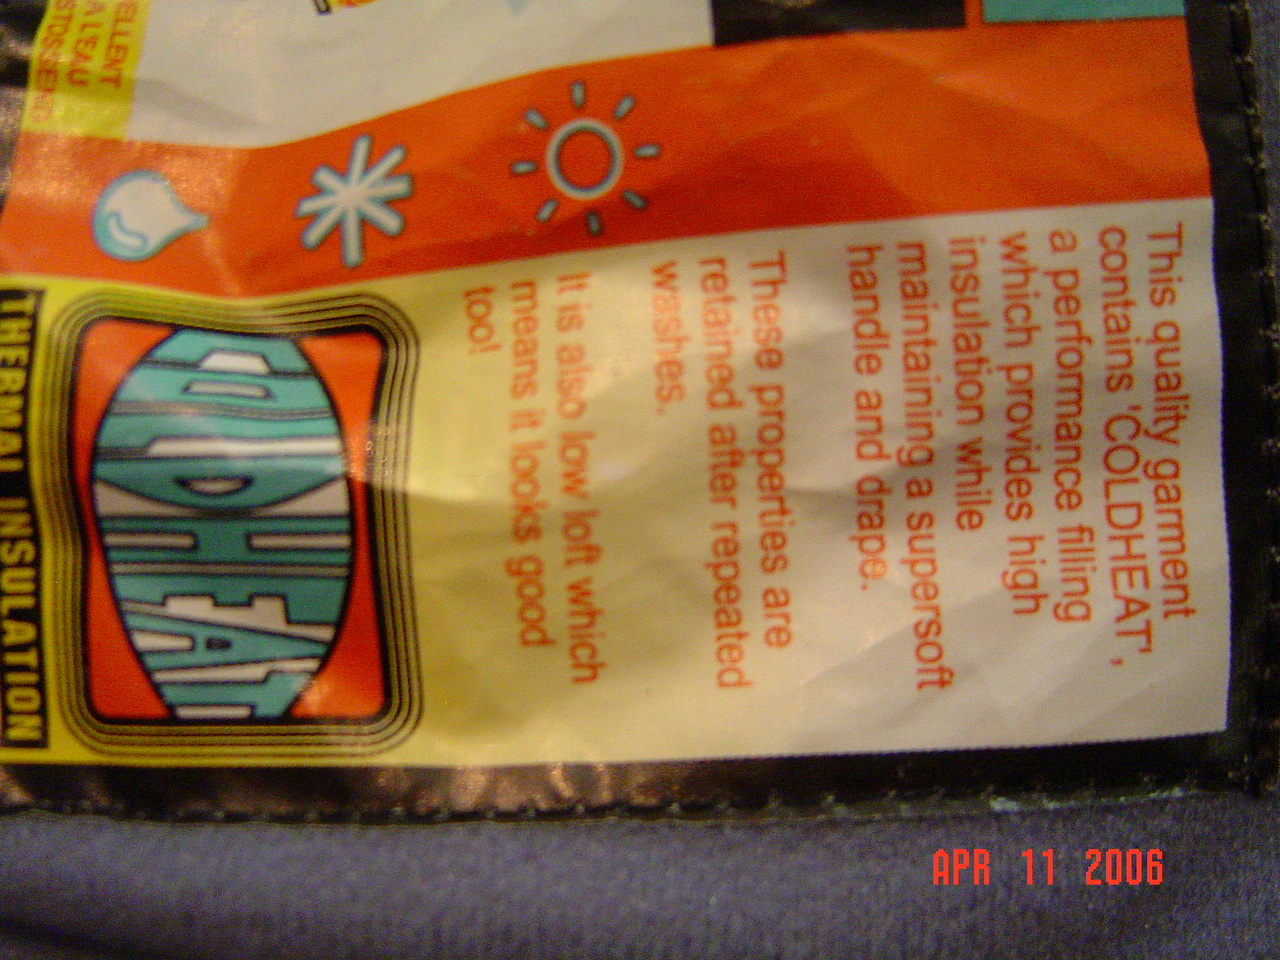 This quality garment
contains 'COLDHEAT',
a performance filling
which provides high
insulation while
maintaining a supersoft
handle and drape.
These properties are
retained after repeated
washes.
It is also low loft which
means it looks good
too!
COLDHEAT
THERMAL INSULATION
ELLENT
A L'EAU
APR 11 2006